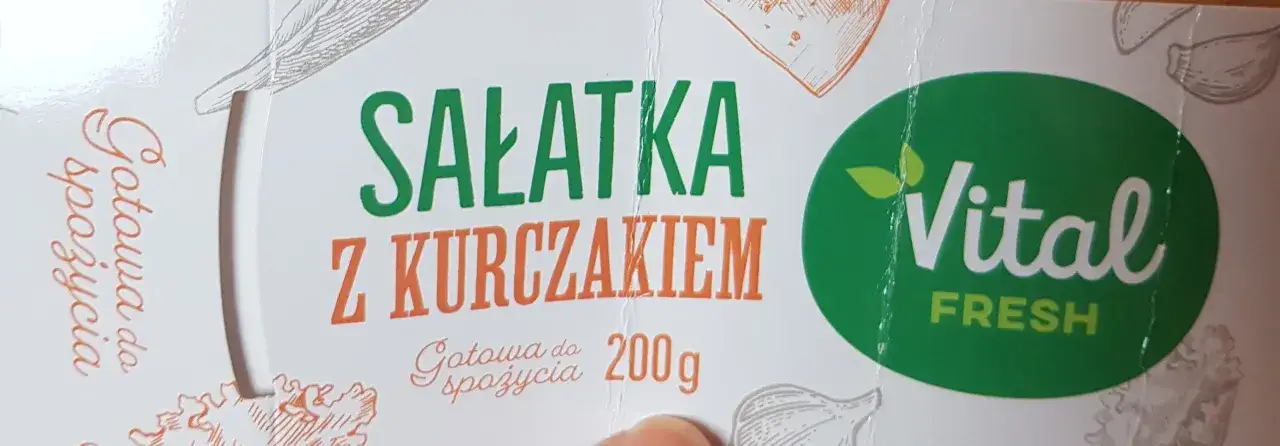 Gotowa do
spożycia
SAŁATKA
Z KURCZAKIEM
Gotowa do
spożycia
200g
Vital
FRESH